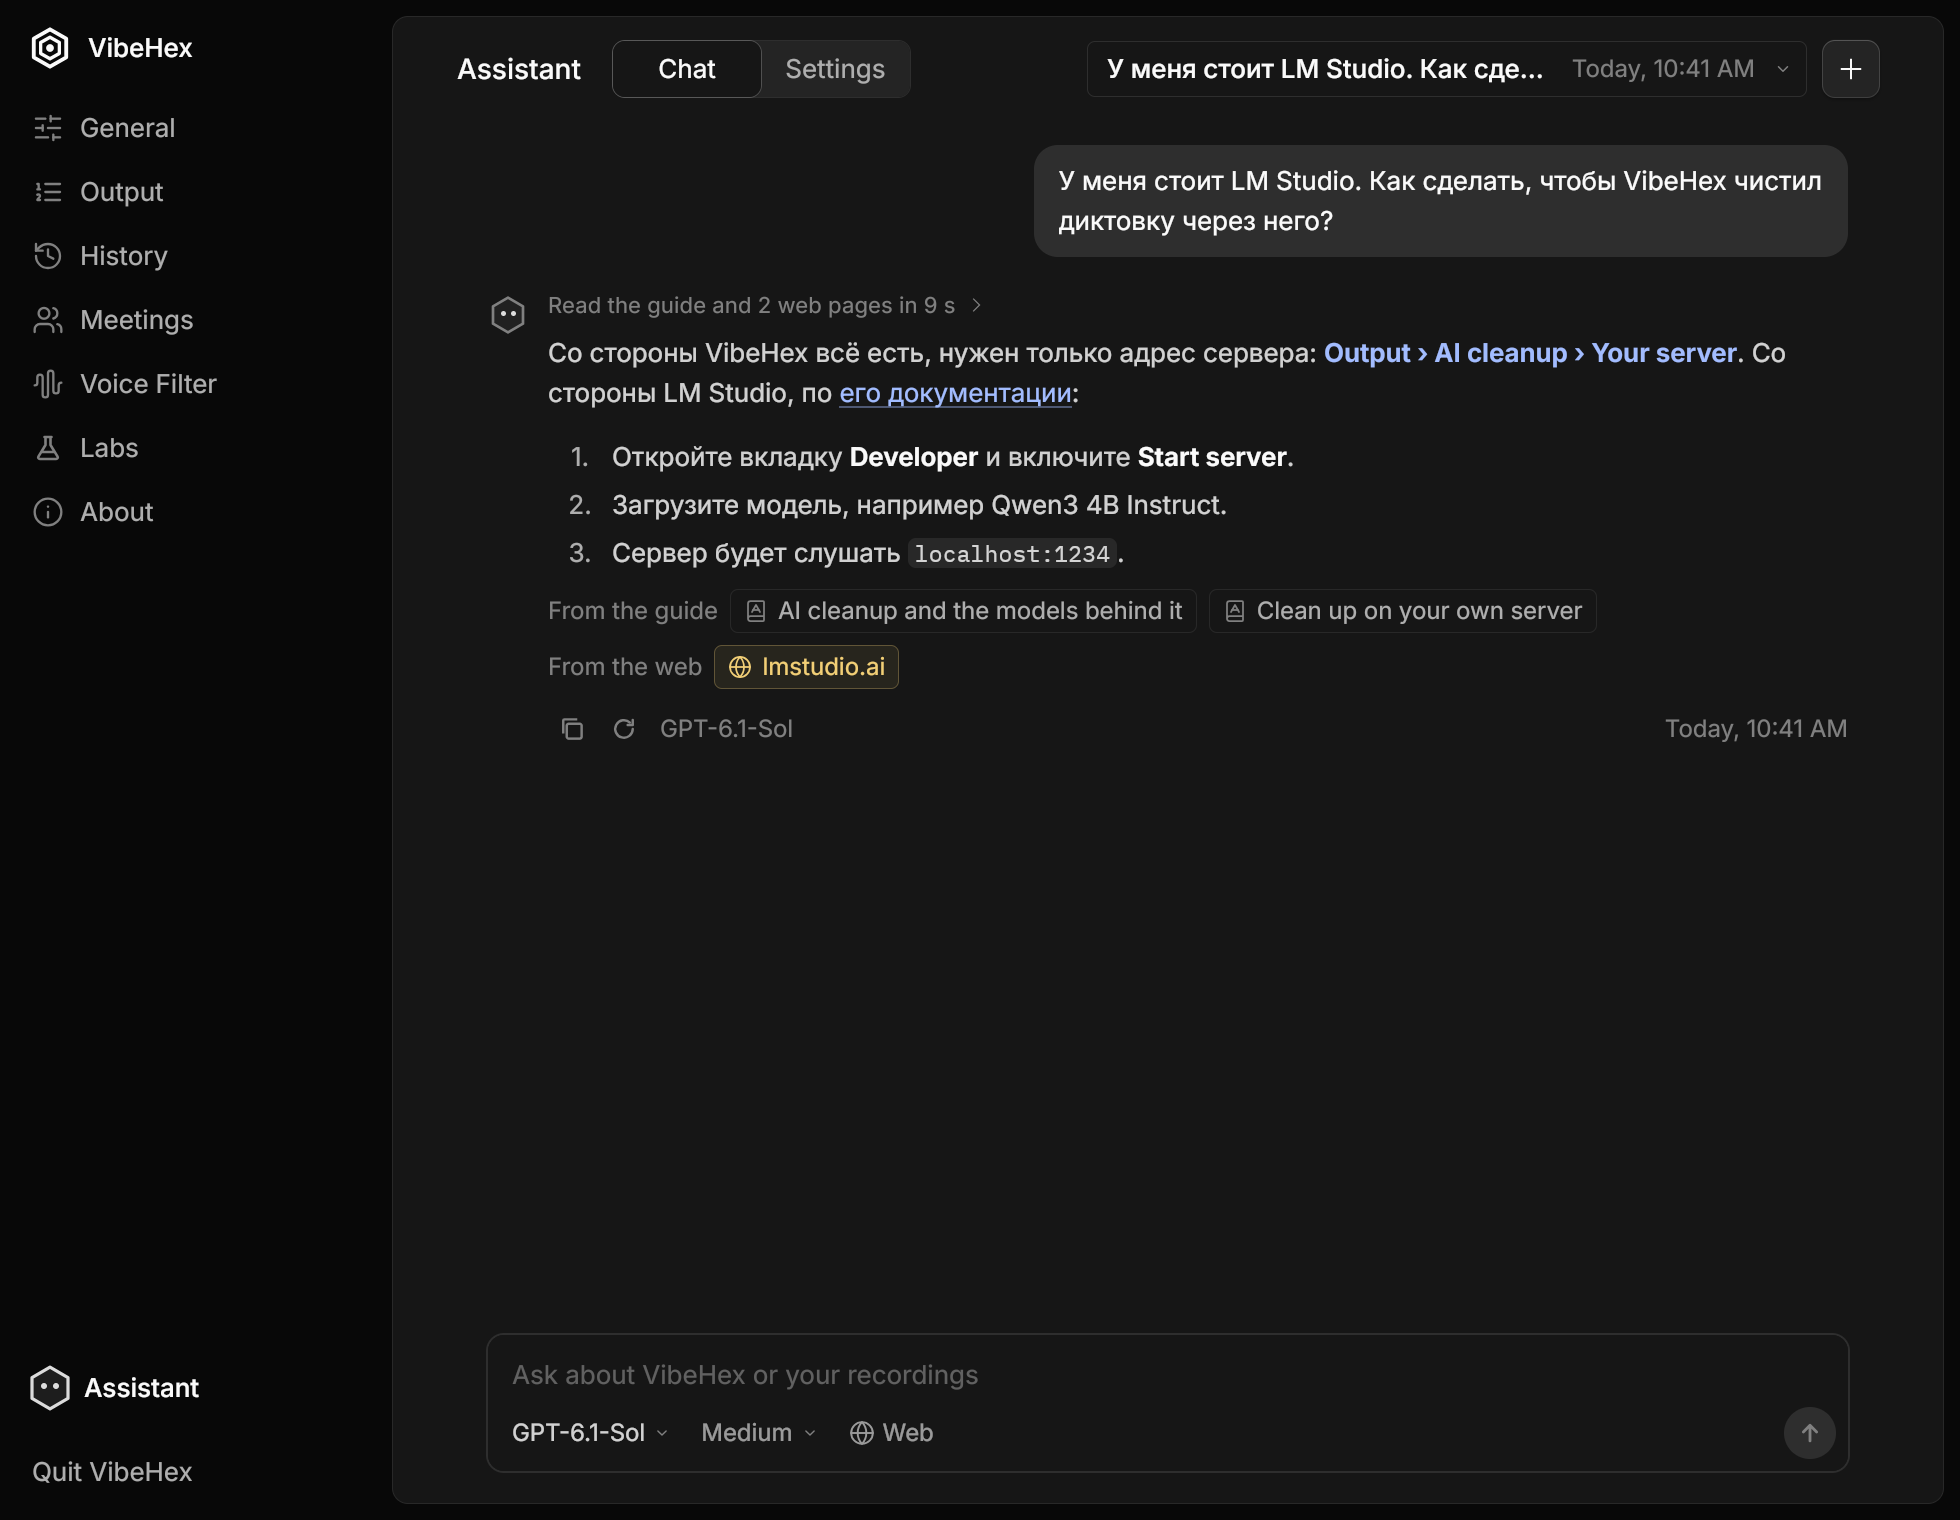 VibeHex
General
Output
History
Meetings
Voice Filter
Labs
About
Assistant
Quit VibeHex
Assistant
Chat
Settings
У меня стоит LM Studio. Как сде...
Today, 10:41 AM
У меня стоит LM Studio. Как сделать, чтобы VibeHex чистил
диктовку через него?
Read the guide and 2 web pages in 9 s
Со стороны VibeHex всё есть, нужен только адрес сервера: Output › AI cleanup › Your server. Со
стороны LM Studio, по его документации:
1. Откройте вкладку Developer и включите Start server.
2. Загрузите модель, например Qwen3 4B Instruct.
3. Сервер будет слушать localhost:1234.
From the guide AI cleanup and the models behind it Clean up on your own server
From the web lmstudio.ai
GPT-6.1-Sol
Today, 10:41 AM
Ask about VibeHex or your recordings
GPT-6.1-Sol Medium Web